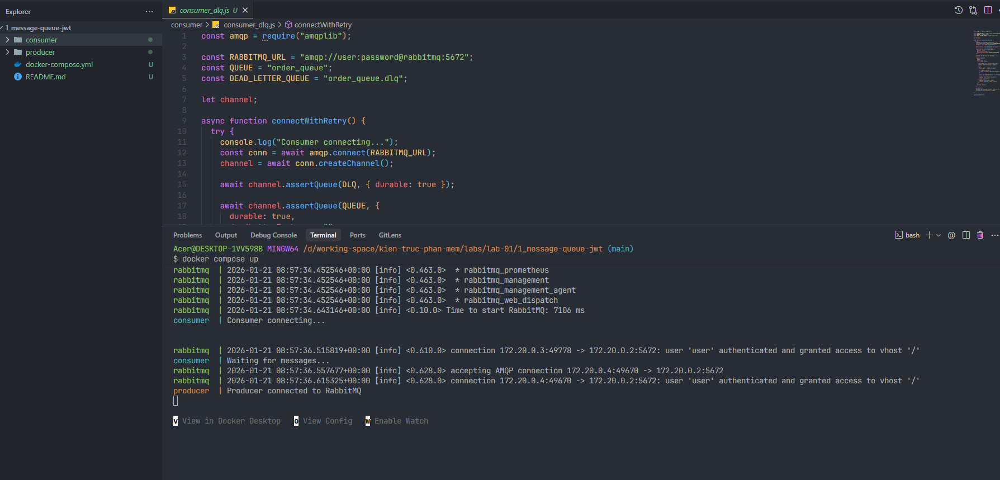 Explorer
1_message-queue-jwt
consumer
producer
docker-compose.yml U
README.md U
JS consumer_dlq.js U
consumer > JS consumer_dlq.js > connectWithRetry
1 const amqp = require("amqplib");
2
3 const RABBITMQ_URL = "amqp://user:password@rabbitmq:5672";
4 const QUEUE = "order_queue";
5 const DEAD_LETTER_QUEUE = "order_queue.dlq";
6
7 let channel;
8
9 async function connectWithRetry() {
10 try {
11 console.log("Consumer connecting...");
12 const conn = await amqp.connect(RABBITMQ_URL);
13 channel = await conn.createChannel();
14
15 await channel.assertQueue(DLQ, { durable: true });
16
17 await channel.assertQueue(QUEUE, {
18 durable: true,
Problems Output Debug Console Terminal Ports GitLens
bash
Acer@DESKTOP-1VV598B MINGW64 /d/working-space/kien-truc-phan-mem/labs/lab-01/1_message-queue-jwt (main)
$ docker compose up
rabbitmq | 2026-01-21 08:57:34.452546+00:00 [info] <0.463.0> * rabbitmq_prometheus
rabbitmq | 2026-01-21 08:57:34.452546+00:00 [info] <0.463.0> * rabbitmq_management
rabbitmq | 2026-01-21 08:57:34.452546+00:00 [info] <0.463.0> * rabbitmq_management_agent
rabbitmq | 2026-01-21 08:57:34.452546+00:00 [info] <0.463.0> * rabbitmq_web_dispatch
rabbitmq | 2026-01-21 08:57:34.643146+00:00 [info] <0.10.0> Time to start RabbitMQ: 7106 ms
consumer | Consumer connecting...
rabbitmq | 2026-01-21 08:57:36.515819+00:00 [info] <0.610.0> connection 172.20.0.3:49778 -> 172.20.0.2:5672: user 'user' authenticated and granted access to vhost '/'
consumer | Waiting for messages...
rabbitmq | 2026-01-21 08:57:36.557677+00:00 [info] <0.628.0> accepting AMQP connection 172.20.0.4:49670 -> 172.20.0.2:5672
rabbitmq | 2026-01-21 08:57:36.615325+00:00 [info] <0.628.0> connection 172.20.0.4:49670 -> 172.20.0.2:5672: user 'user' authenticated and granted access to vhost '/'
producer | Producer connected to RabbitMQ
v View in Docker Desktop o View Config w Enable Watch